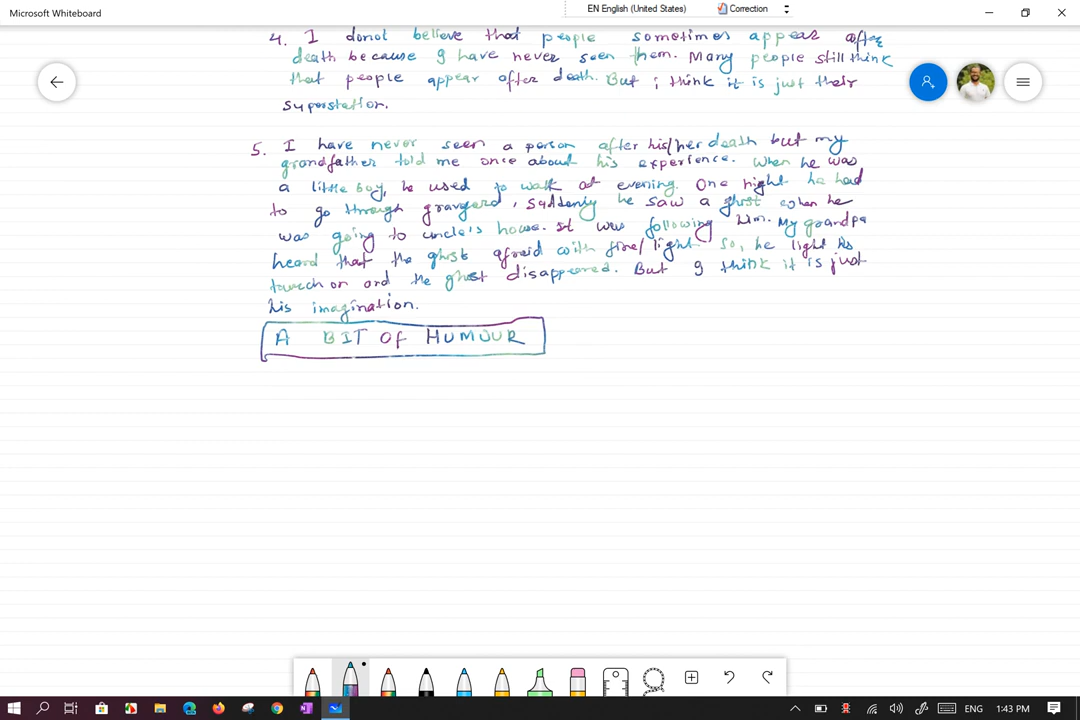 Microsoft Whiteboard
EN English (United States) Correction
4. I donot believe that people sometimes appear after
death because I have never seen them. Many people still think
that people appear after death. But i think it is just their
superstation.
5. I have never seen a person after his/her death but my
grandfather told me once about his experience. When he was
a little boy, he used to walk at evening. One night he had
to go through graveyerd, suddenly he saw a ghost when he
was going to uncle's house. It was following him. My grandpa
heard that the ghost afraid with fire/light. So, he light his
on and the ghost disappeared. But I think it is just
his imagination.
A BIT OF HUMOUR
ENG 1:43 PM